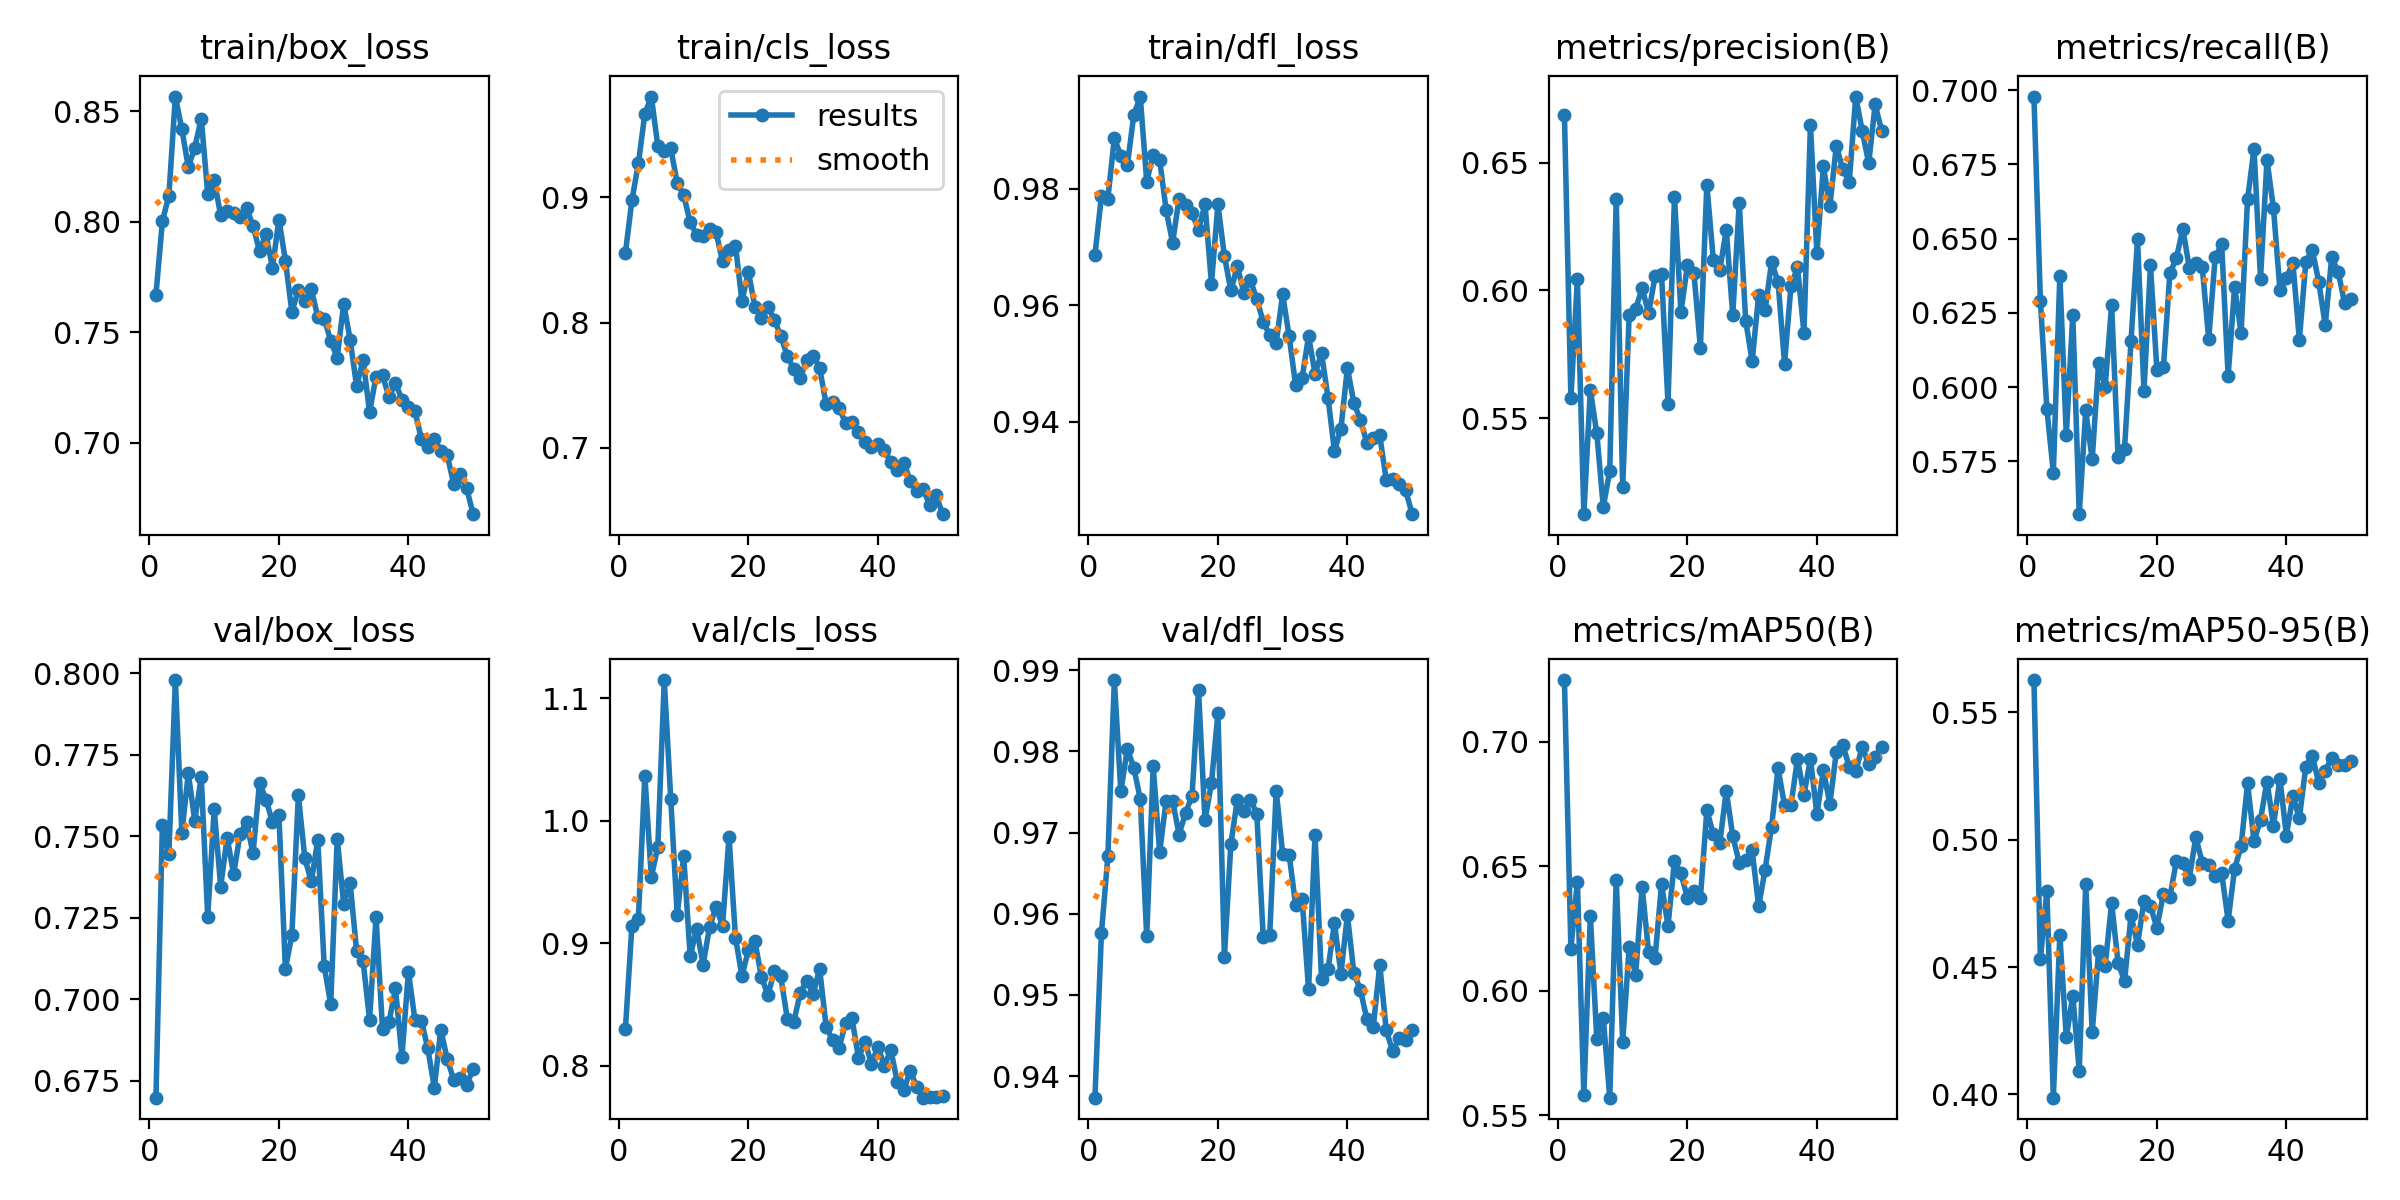 train/box_loss
0.85
0.80
0.75
0.70
0 20 40
train/cls_loss
results
smooth
0.9
0.8
0.7
0 20 40
train/dfl_loss
0.98
0.96
0.94
0 20 40
metrics/precision(B)
0.65
0.60
0.55
0 20 40
metrics/recall(B)
0.700
0.675
0.650
0.625
0.600
0.575
0 20 40
val/box_loss
0.800
0.775
0.750
0.725
0.700
0.675
0 20 40
val/cls_loss
1.1
1.0
0.9
0.8
0 20 40
val/dfl_loss
0.99
0.98
0.97
0.96
0.95
0.94
0 20 40
metrics/mAP50(B)
0.70
0.65
0.60
0.55
0 20 40
metrics/mAP50-95(B)
0.55
0.50
0.45
0.40
0 20 40